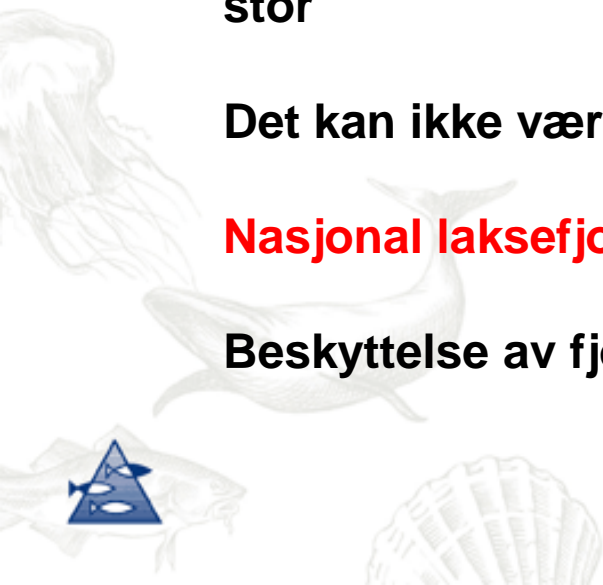 stor
Det kan ikke vær
Nasjonal laksefjo
Beskyttelse av fj